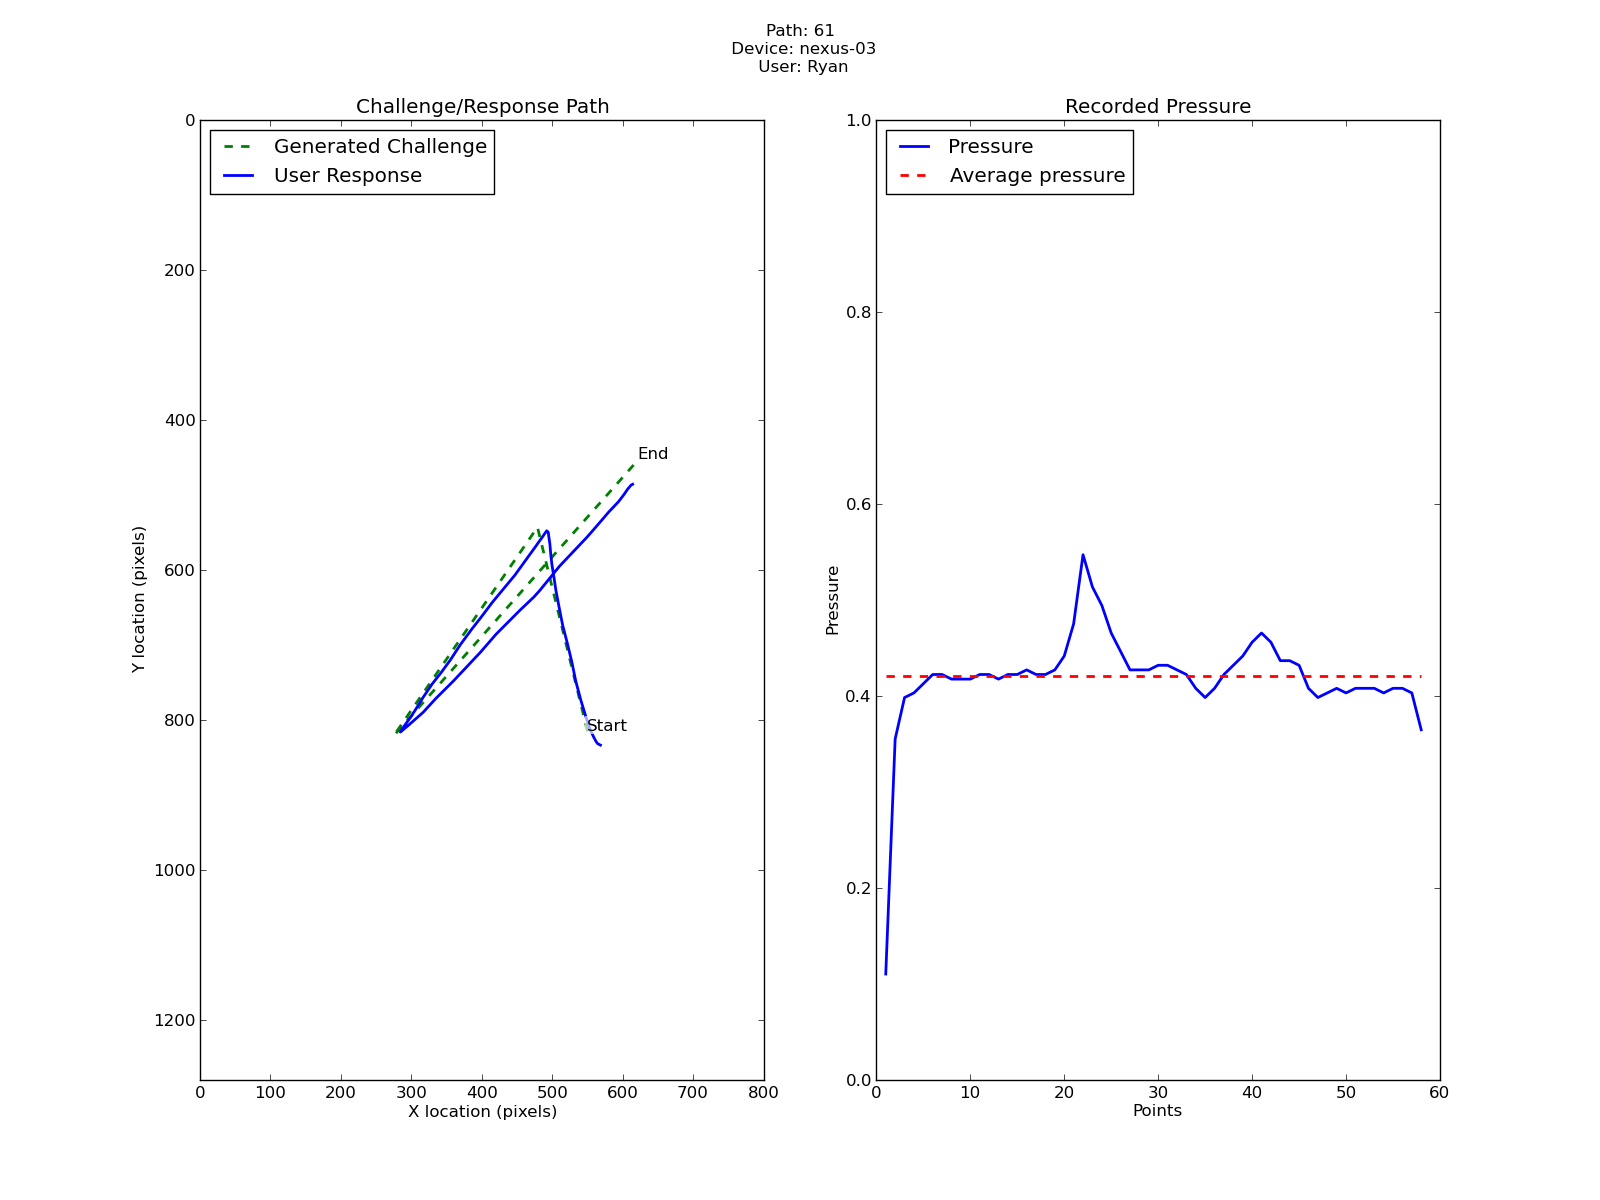 Path: 61
Device: nexus-03
User: Ryan
Challenge/Response Path
Generated Challenge
User Response
0
200
400
600
800
1000
1200
Y location (pixels)
End
Start
0 100 200 300 400 500 600 700 800
X location (pixels)
Recorded Pressure
Pressure
Average pressure
1.0
0.8
0.6
0.4
0.2
0.0
Pressure
0 10 20 30 40 50 60
Points